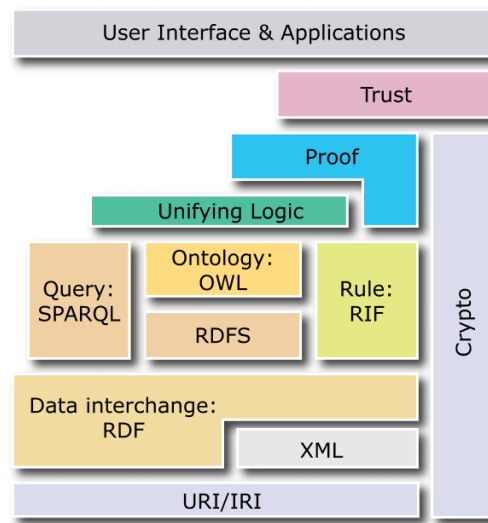 User Interface & Applications
Trust
Proof
Unifying Logic
Query:
SPARQL
Ontology:
OWL
Rule:
RIF
RDFS
Crypto
Data interchange:
RDF
XML
URI/IRI